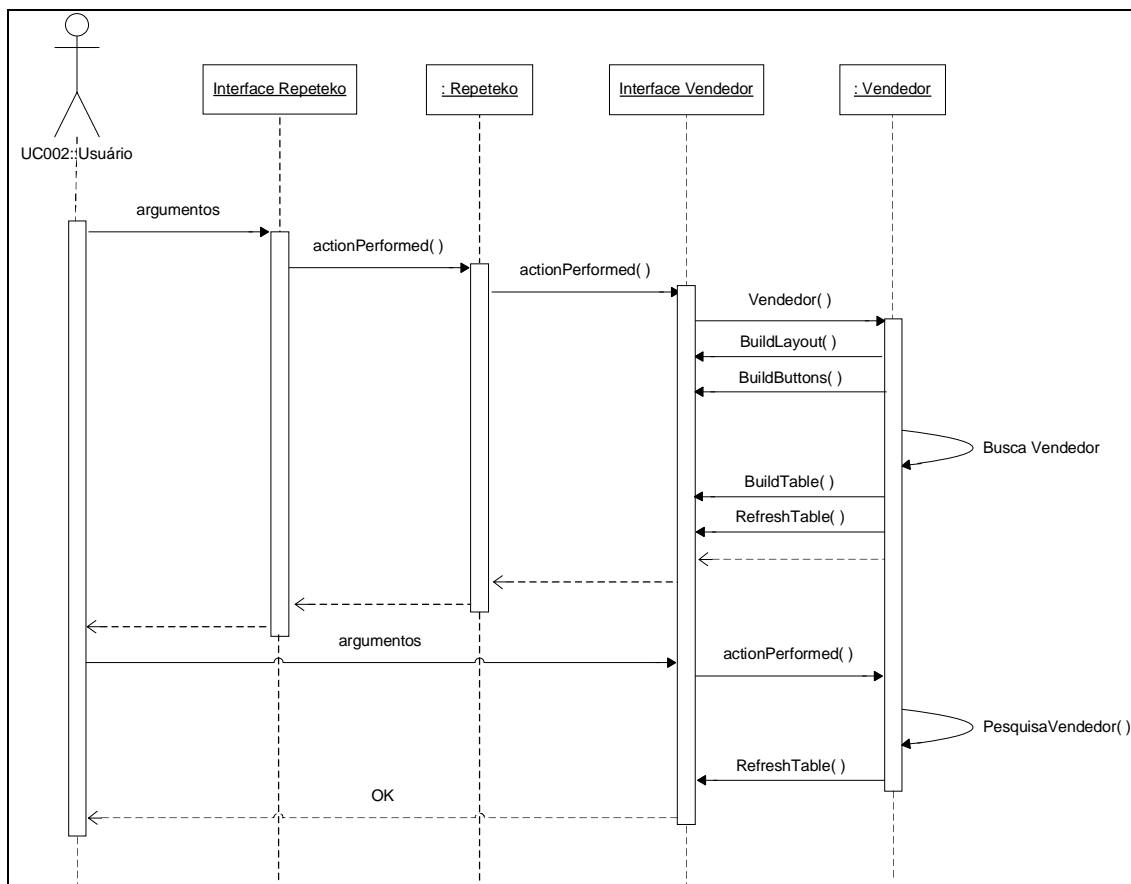 Interface Repeteko
: Repeteko
Interface Vendedor
: Vendedor
UC002::Usuário
argumentos
actionPerformed( )
actionPerformed( )
Vendedor( )
BuildLayout( )
BuildButtons( )
Busca Vendedor
BuildTable( )
RefreshTable( )
argumentos
actionPerformed( )
PesquisaVendedor( )
RefreshTable( )
OK